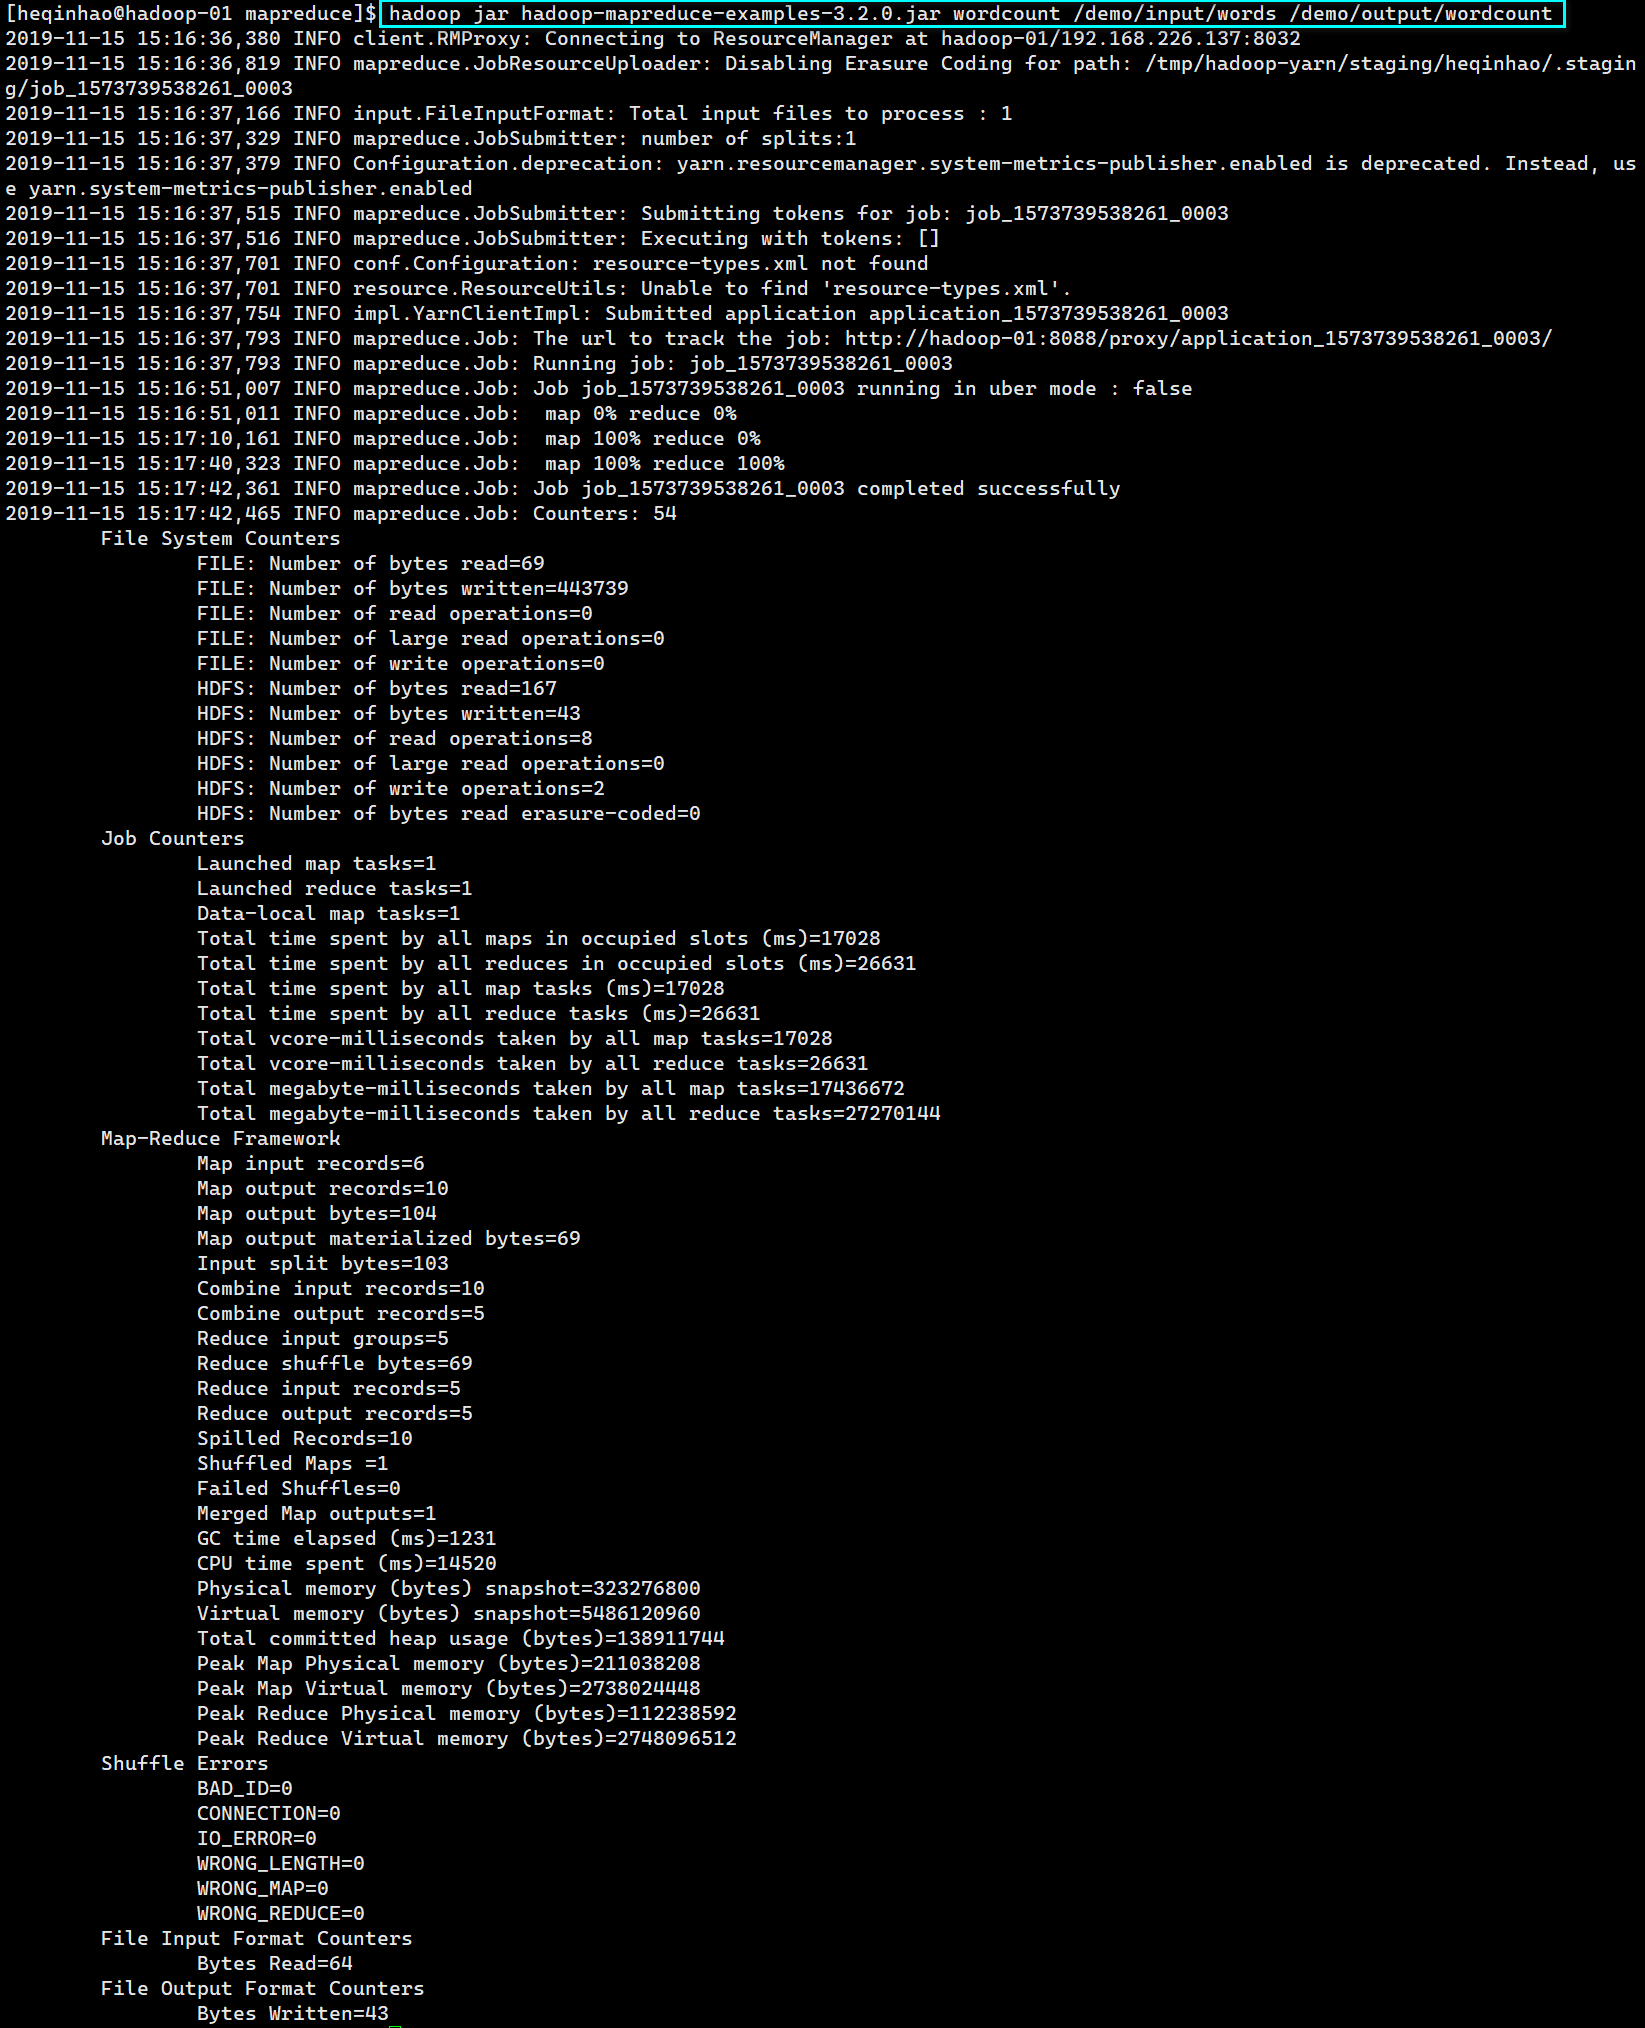 [heqinhao@hadoop-01 mapreduce]$ hadoop jar hadoop-mapreduce-examples-3.2.0.jar wordcount /demo/input/words /demo/output/wordcount
2019-11-15 15:16:36,380 INFO client.RMProxy: Connecting to ResourceManager at hadoop-01/192.168.226.137:8032
2019-11-15 15:16:36,819 INFO mapreduce.JobResourceUploader: Disabling Erasure Coding for path: /tmp/hadoop-yarn/staging/heqinhao/.stagin
g/job_1573739538261_0003
2019-11-15 15:16:37,166 INFO input.FileInputFormat: Total input files to process : 1
2019-11-15 15:16:37,329 INFO mapreduce.JobSubmitter: number of splits:1
2019-11-15 15:16:37,379 INFO Configuration.deprecation: yarn.resourcemanager.system-metrics-publisher.enabled is deprecated. Instead, us
e yarn.system-metrics-publisher.enabled
2019-11-15 15:16:37,515 INFO mapreduce.JobSubmitter: Submitting tokens for job: job_1573739538261_0003
2019-11-15 15:16:37,516 INFO mapreduce.JobSubmitter: Executing with tokens: []
2019-11-15 15:16:37,701 INFO conf.Configuration: resource-types.xml not found
2019-11-15 15:16:37,701 INFO resource.ResourceUtils: Unable to find 'resource-types.xml'.
2019-11-15 15:16:37,754 INFO impl.YarnClientImpl: Submitted application application_1573739538261_0003
2019-11-15 15:16:37,793 INFO mapreduce.Job: The url to track the job: http://hadoop-01:8088/proxy/application_1573739538261_0003/
2019-11-15 15:16:37,793 INFO mapreduce.Job: Running job: job_1573739538261_0003
2019-11-15 15:16:51,007 INFO mapreduce.Job: Job job_1573739538261_0003 running in uber mode : false
2019-11-15 15:16:51,011 INFO mapreduce.Job:  map 0% reduce 0%
2019-11-15 15:17:10,161 INFO mapreduce.Job:  map 100% reduce 0%
2019-11-15 15:17:40,323 INFO mapreduce.Job:  map 100% reduce 100%
2019-11-15 15:17:42,361 INFO mapreduce.Job: Job job_1573739538261_0003 completed successfully
2019-11-15 15:17:42,465 INFO mapreduce.Job: Counters: 54
File System Counters
FILE: Number of bytes read=69
FILE: Number of bytes written=443739
FILE: Number of read operations=0
FILE: Number of large read operations=0
FILE: Number of write operations=0
HDFS: Number of bytes read=167
HDFS: Number of bytes written=43
HDFS: Number of read operations=8
HDFS: Number of large read operations=0
HDFS: Number of write operations=2
HDFS: Number of bytes read erasure-coded=0
Job Counters
Launched map tasks=1
Launched reduce tasks=1
Data-local map tasks=1
Total time spent by all maps in occupied slots (ms)=17028
Total time spent by all reduces in occupied slots (ms)=26631
Total time spent by all map tasks (ms)=17028
Total time spent by all reduce tasks (ms)=26631
Total vcore-milliseconds taken by all map tasks=17028
Total vcore-milliseconds taken by all reduce tasks=26631
Total megabyte-milliseconds taken by all map tasks=17436672
Total megabyte-milliseconds taken by all reduce tasks=27270144
Map-Reduce Framework
Map input records=6
Map output records=10
Map output bytes=104
Map output materialized bytes=69
Input split bytes=103
Combine input records=10
Combine output records=5
Reduce input groups=5
Reduce shuffle bytes=69
Reduce input records=5
Reduce output records=5
Spilled Records=10
Shuffled Maps =1
Failed Shuffles=0
Merged Map outputs=1
GC time elapsed (ms)=1231
CPU time spent (ms)=14520
Physical memory (bytes) snapshot=323276800
Virtual memory (bytes) snapshot=5486120960
Total committed heap usage (bytes)=138911744
Peak Map Physical memory (bytes)=211038208
Peak Map Virtual memory (bytes)=2738024448
Peak Reduce Physical memory (bytes)=112238592
Peak Reduce Virtual memory (bytes)=2748096512
Shuffle Errors
BAD_ID=0
CONNECTION=0
IO_ERROR=0
WRONG_LENGTH=0
WRONG_MAP=0
WRONG_REDUCE=0
File Input Format Counters
Bytes Read=64
File Output Format Counters
Bytes Written=43